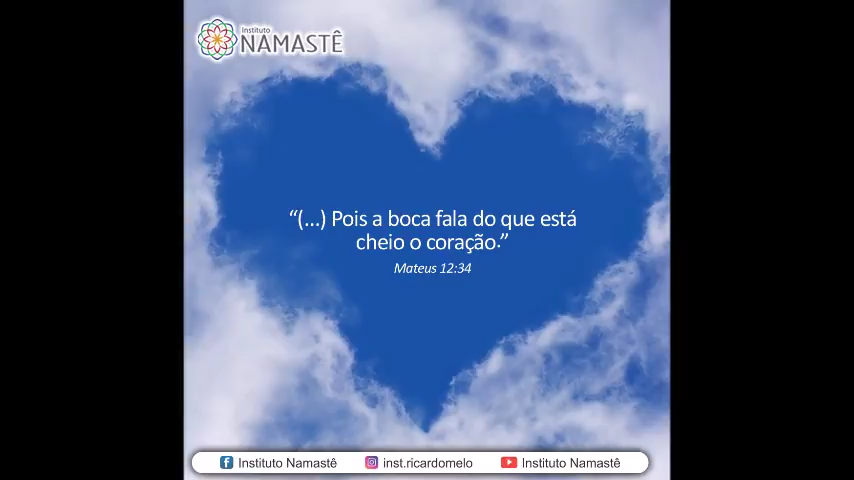 Instituto
NAMASTÊ
“(...) Pois a boca fala do que está
cheio o coração.”
Mateus 12:34
Instituto Namastê inst.ricardomelo Instituto Namastê